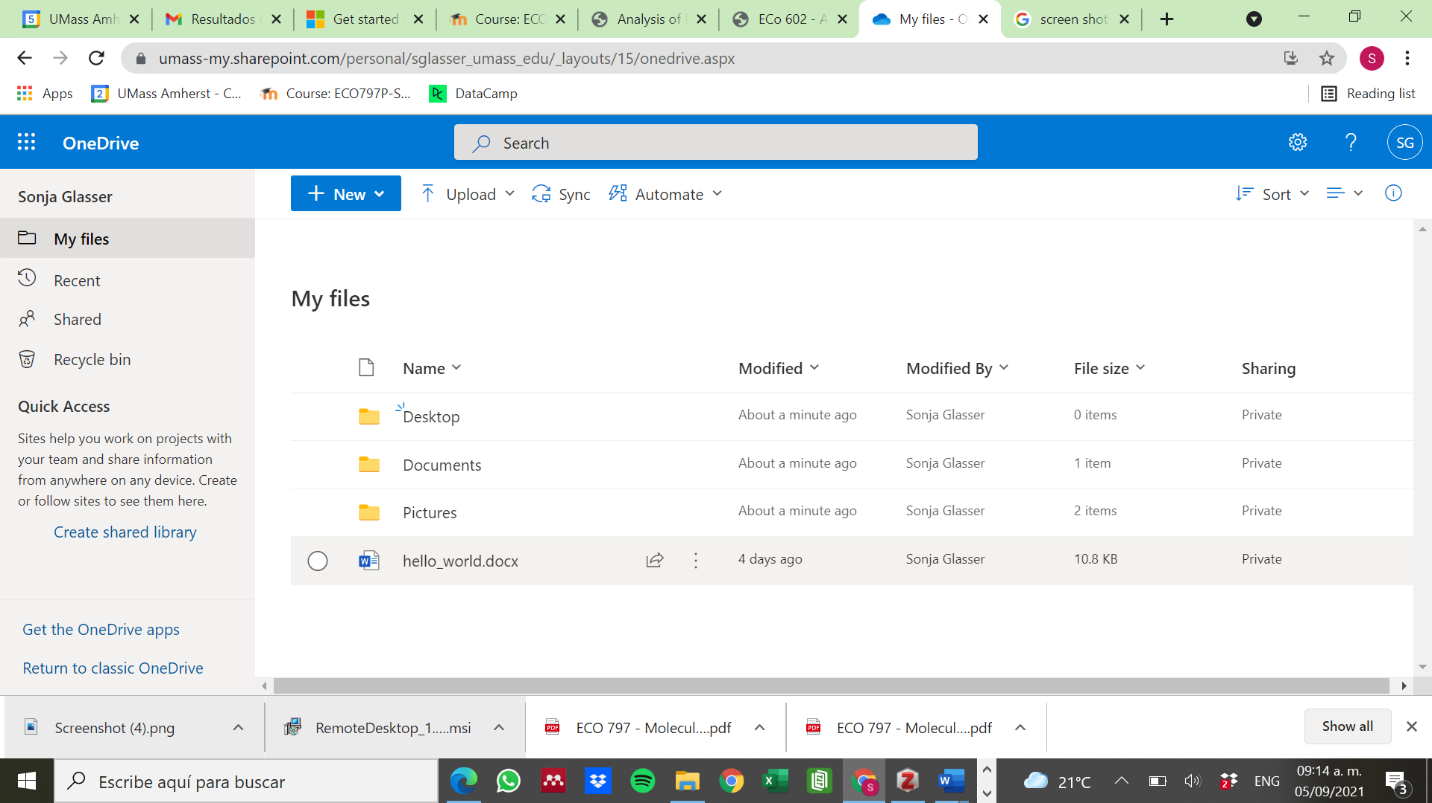 UMass Amh
Resultados
Get started
Course: ECO
Analysis of
ECo 602 - A
My files - O
screen shot
umass-my.sharepoint.com/personal/sglasser_umass_edu/_layouts/15/onedrive.aspx
S
Apps
2 UMass Amherst - C...
Course: ECO797P-S...
DataCamp
Reading list
OneDrive
Search
? SG
Sonja Glasser
New
Upload
Sync
Automate
Sort
My files
Recent
Shared
Recycle bin
Quick Access
Sites help you work on projects with
your team and share information
from anywhere on any device. Create
or follow sites to see them here.
Create shared library
Get the OneDrive apps
Return to classic OneDrive
My files
Name Modified Modified By File size Sharing
Desktop About a minute ago Sonja Glasser 0 items Private
Documents About a minute ago Sonja Glasser 1 item Private
Pictures About a minute ago Sonja Glasser 2 items Private
hello_world.docx 4 days ago Sonja Glasser 10.8 KB Private
Screenshot (4).png
RemoteDesktop_1.....msi
PDF ECO 797 - Molecul....pdf
PDF ECO 797 - Molecul....pdf
Show all
Escribe aquí para buscar
21°C
2
ENG
09:14 a. m.
05/09/2021
3